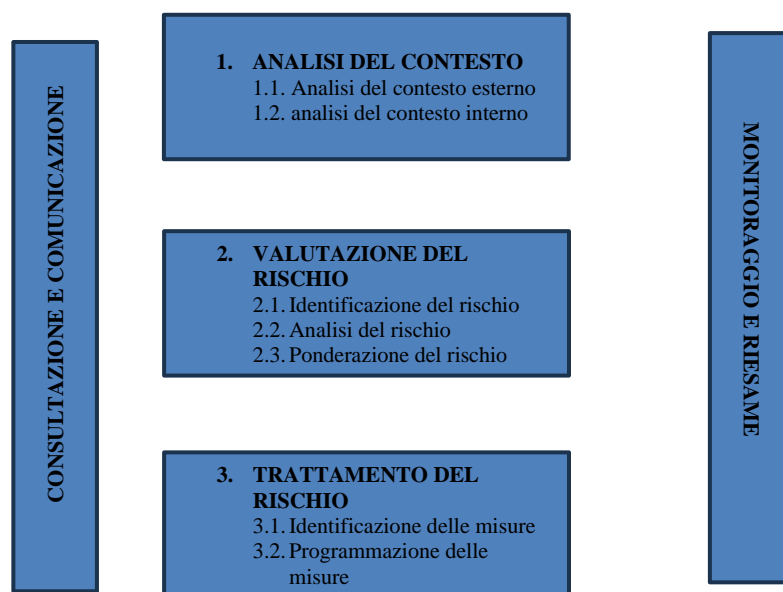 CONSULTAZIONE E COMUNICAZIONE
1. ANALISI DEL CONTESTO
1.1. Analisi del contesto esterno
1.2. analisi del contesto interno
2. VALUTAZIONE DEL
RISCHIO
2.1. Identificazione del rischio
2.2. Analisi del rischio
2.3. Ponderazione del rischio
3. TRATTAMENTO DEL
RISCHIO
3.1. Identificazione delle misure
3.2. Programmazione delle
misure
MONITORAGGIO E RIESAME